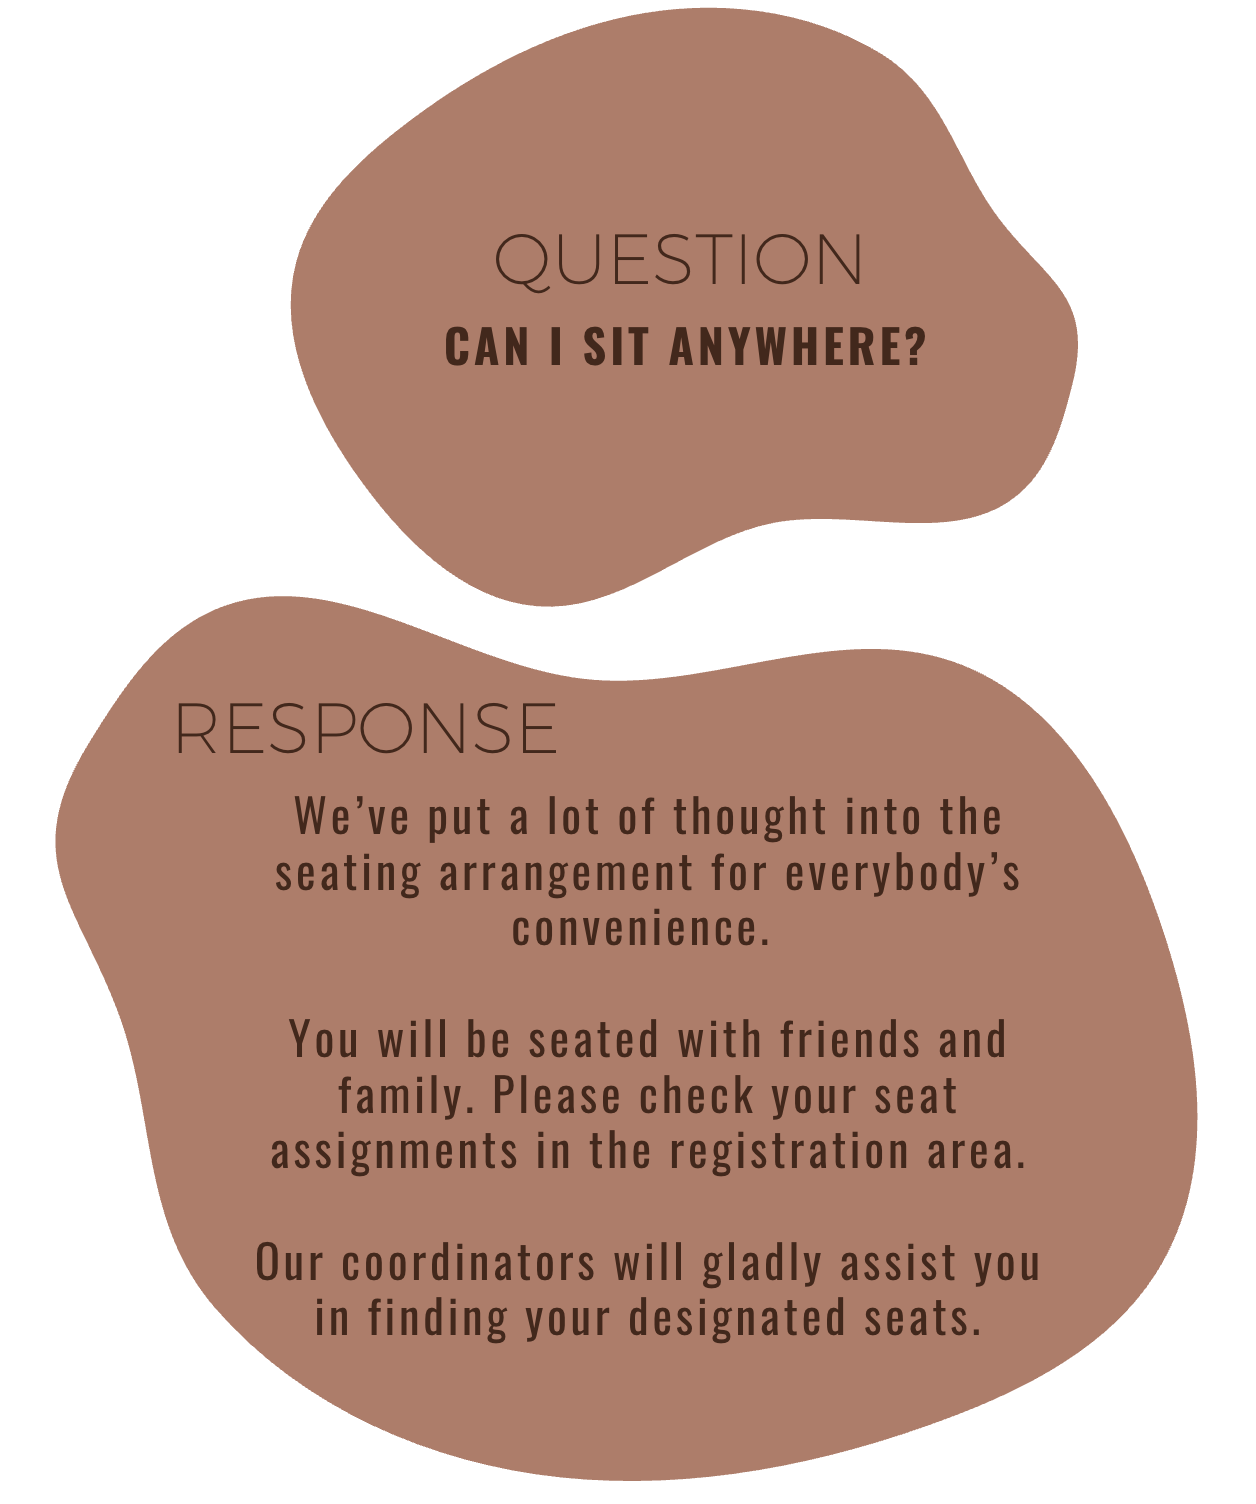 QUESTION
CAN I SIT ANYWHERE?
RESPONSE
We’ve put a lot of thought into the
seating arrangement for everybody’s
convenience.
You will be seated with friends and
family. Please check your seat
assignments in the registration area.
Our coordinators will gladly assist you
in finding your designated seats.